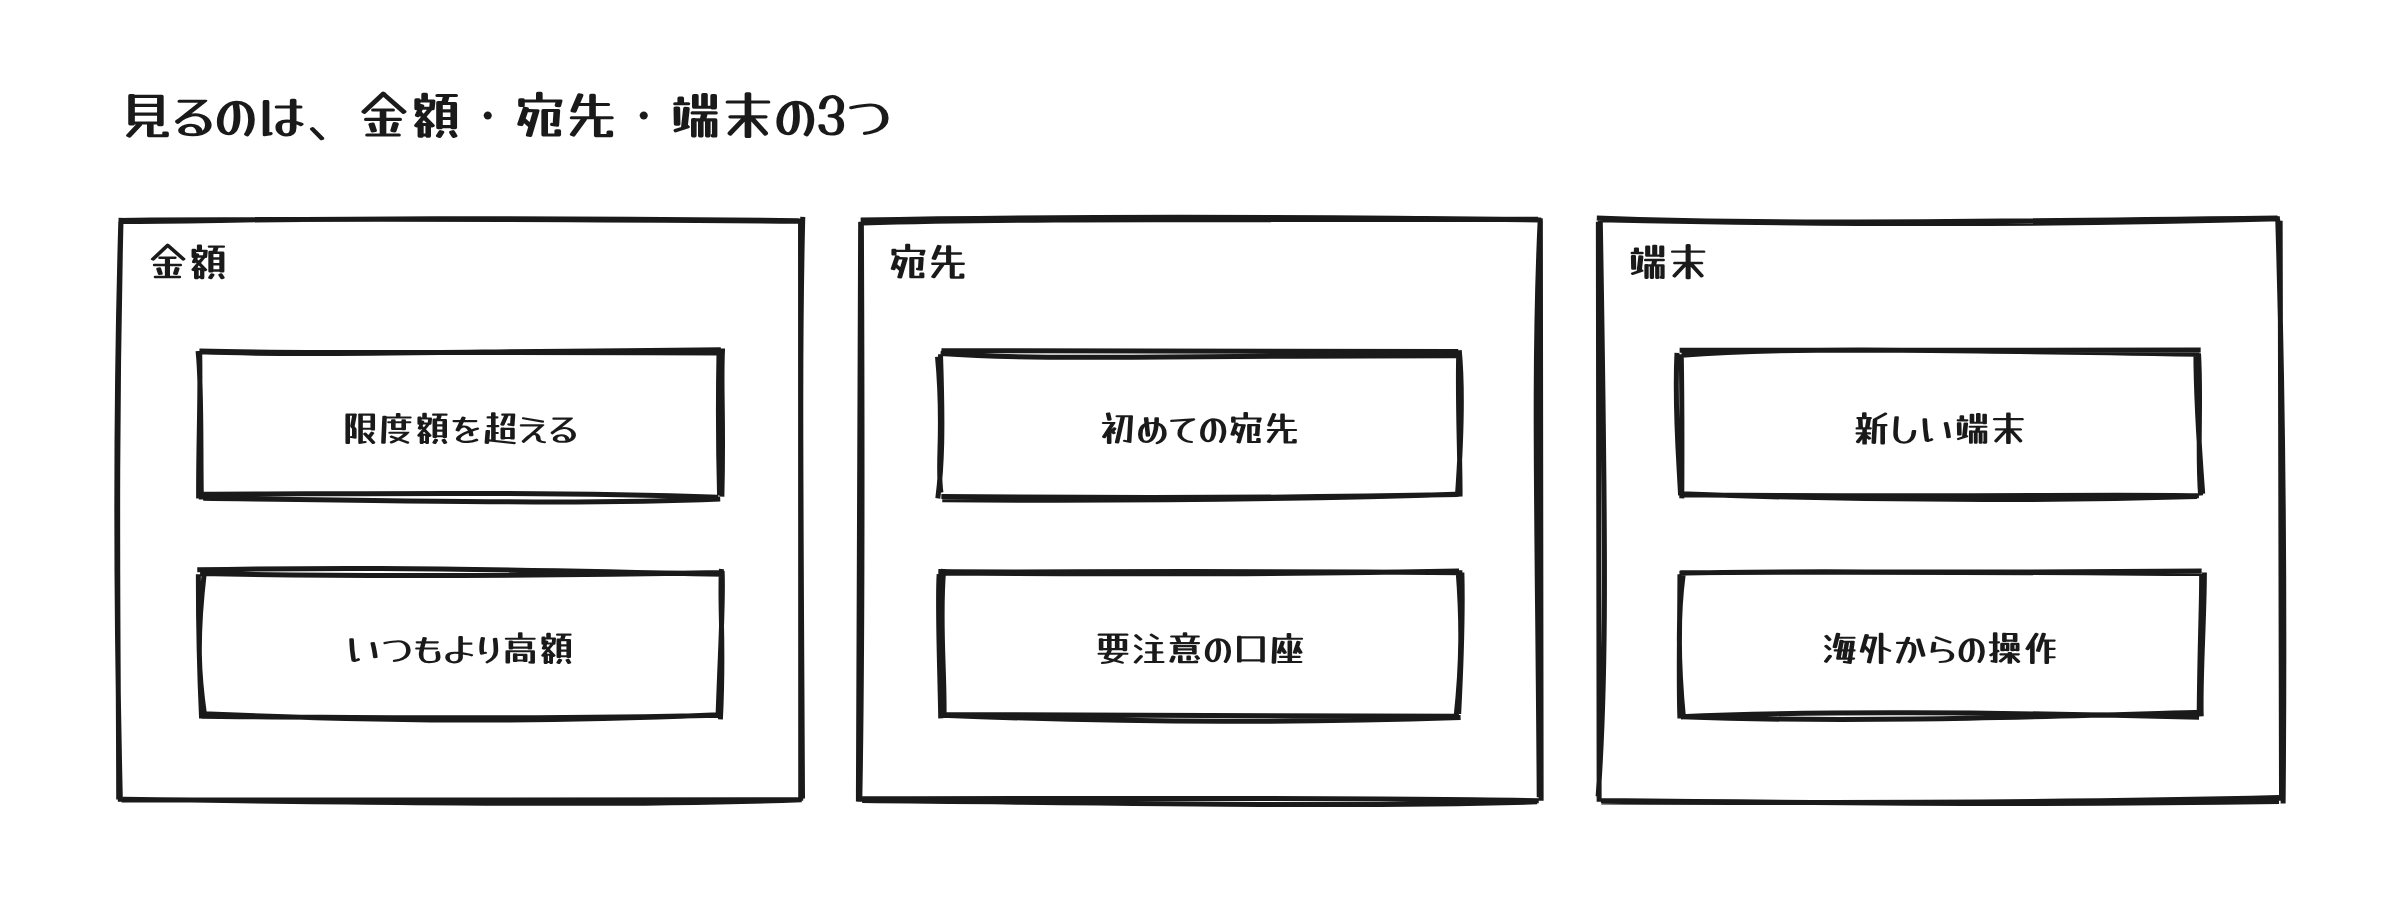 見るのは、金額・宛先・端末の3つ
金額
限度額を超える
いつもより高額
宛先
初めての宛先
要注意の口座
端末
新しい端末
海外からの操作